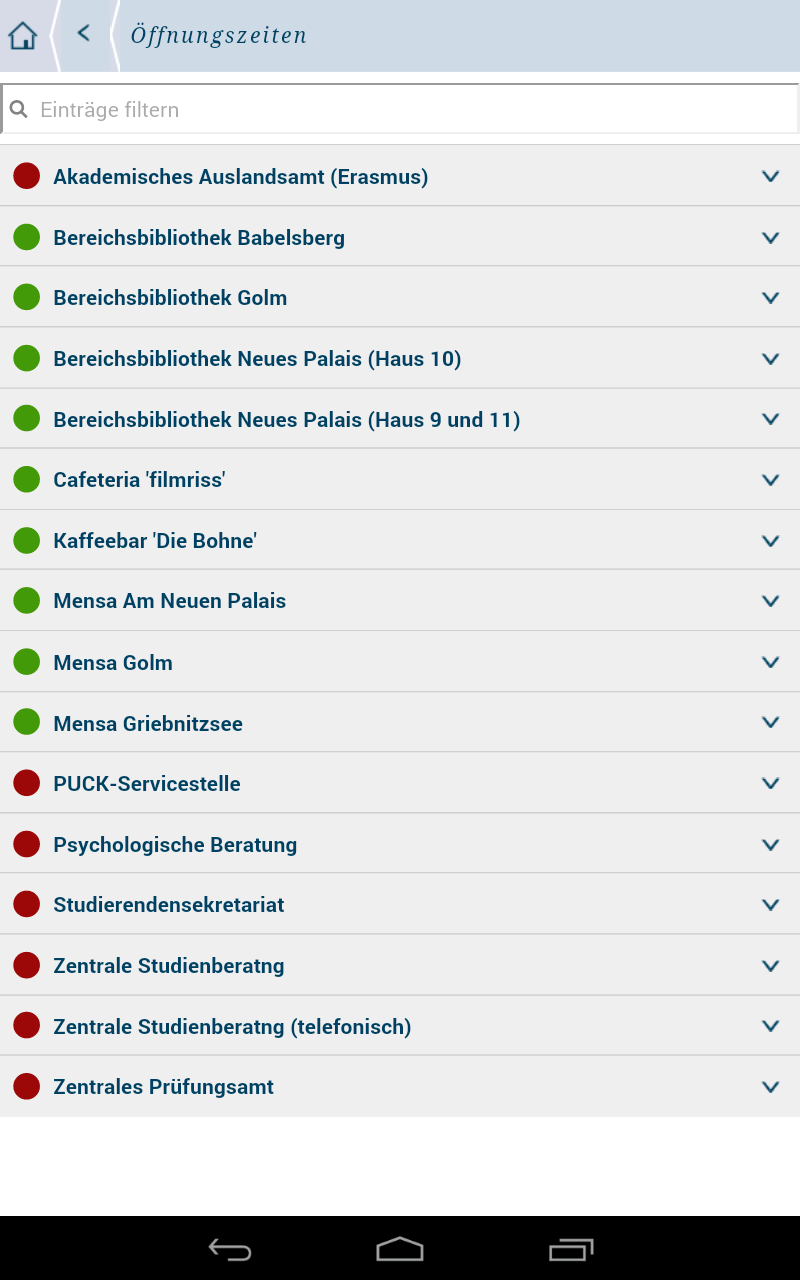 Öffnungszeiten
Einträge filtern
Akademisches Auslandsamt (Erasmus)
Bereichsbibliothek Babelsberg
Bereichsbibliothek Golm
Bereichsbibliothek Neues Palais (Haus 10)
Bereichsbibliothek Neues Palais (Haus 9 und 11)
Cafeteria 'filmriss'
Kaffeebar 'Die Bohne'
Mensa Am Neuen Palais
Mensa Golm
Mensa Griebnitzsee
PUCK-Servicestelle
Psychologische Beratung
Studierendensekretariat
Zentrale Studienberatng
Zentrale Studienberatng (telefonisch)
Zentrales Prüfungsamt